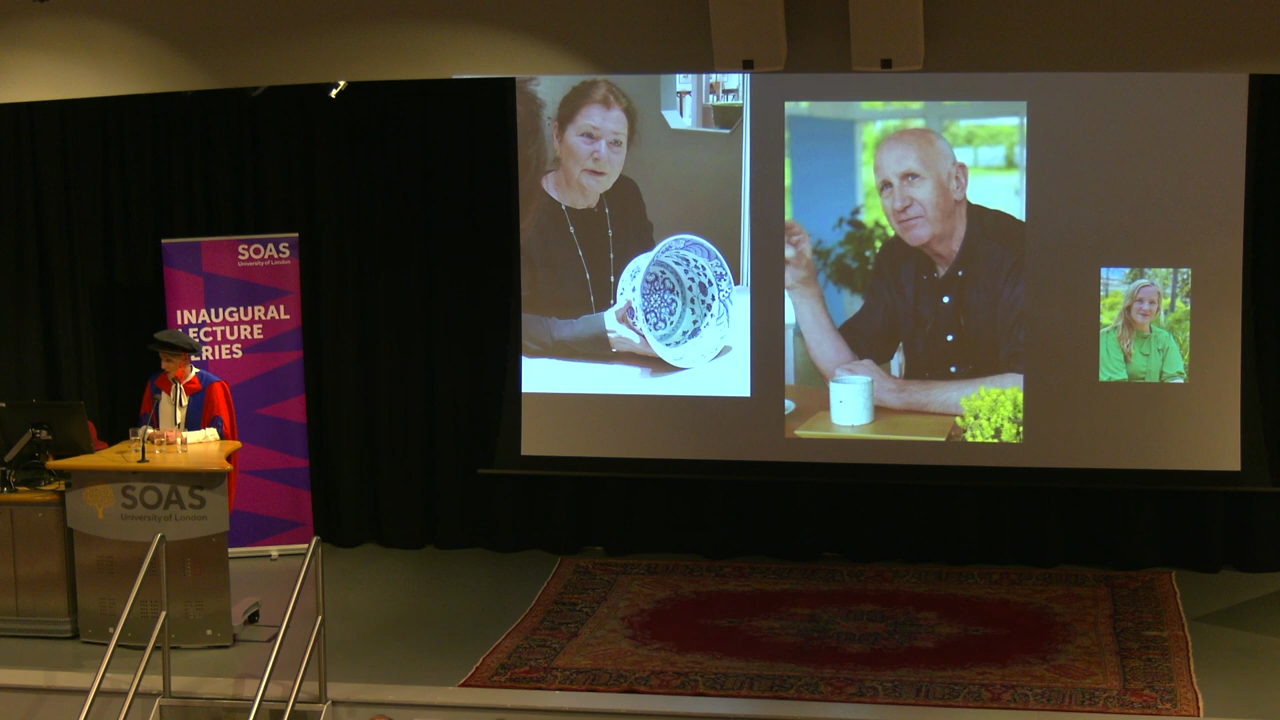 SOAS
University of London
INAUGURAL
LECTURE
SERIES
SOAS
University of London